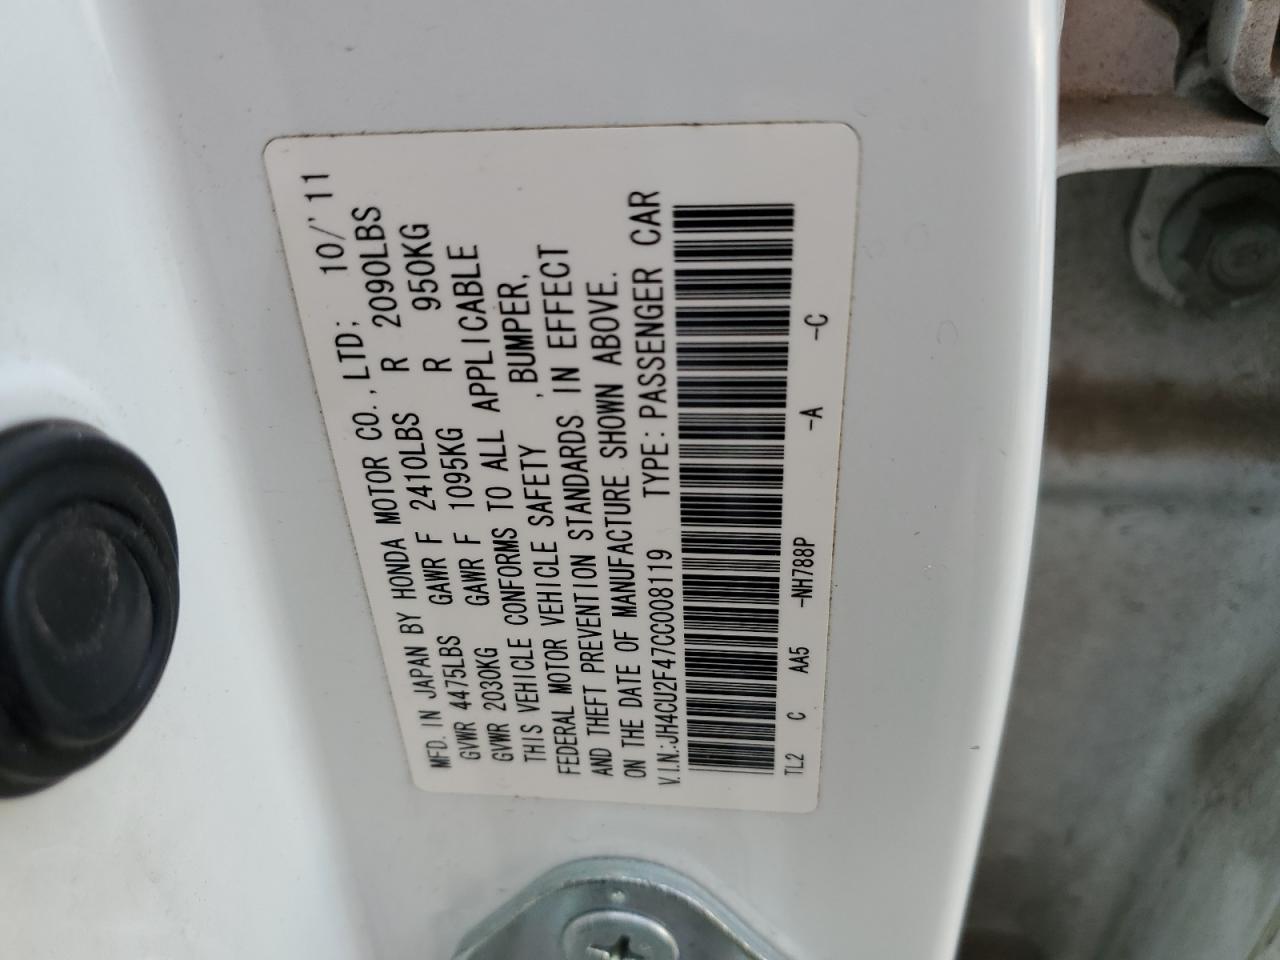 MFD. IN JAPAN BY HONDA MOTOR CO., LTD; 10/'11
GVWR 4475LBS GAWR F 2410LBS R 2090LBS
GVWR 2030KG GAWR F 1095KG R 950KG
THIS VEHICLE CONFORMS TO ALL APPLICABLE
FEDERAL MOTOR VEHICLE SAFETY , BUMPER,
AND THEFT PREVENTION STANDARDS IN EFFECT
ON THE DATE OF MANUFACTURE SHOWN ABOVE.
V.I.N.:JH4CU2F47CC008119 TYPE: PASSENGER CAR
TL2 C AA5 -NH788P -A -C